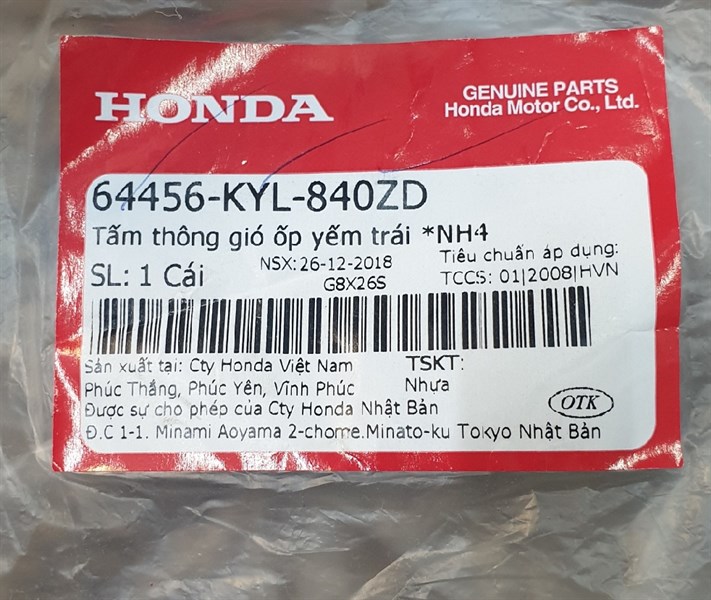 HONDA
GENUINE PARTS
Honda Motor Co., Ltd.
64456-KYL-840ZD
Tấm thông gió ốp yếm trái *NH4
SL: 1 Cái
NSX: 26-12-2018
G8X26S
Tiêu chuẩn áp dụng:
TCCS: 01|2008|HVN
Sản xuất tại: Cty Honda Việt Nam
Phúc Thắng, Phúc Yên, Vĩnh Phúc
Được sự cho phép của Cty Honda Nhật Bản
Đ.C 1-1. Minami Aoyama 2-chome.Minato-ku Tokyo Nhật Bản
TSKT:
Nhựa
OTK